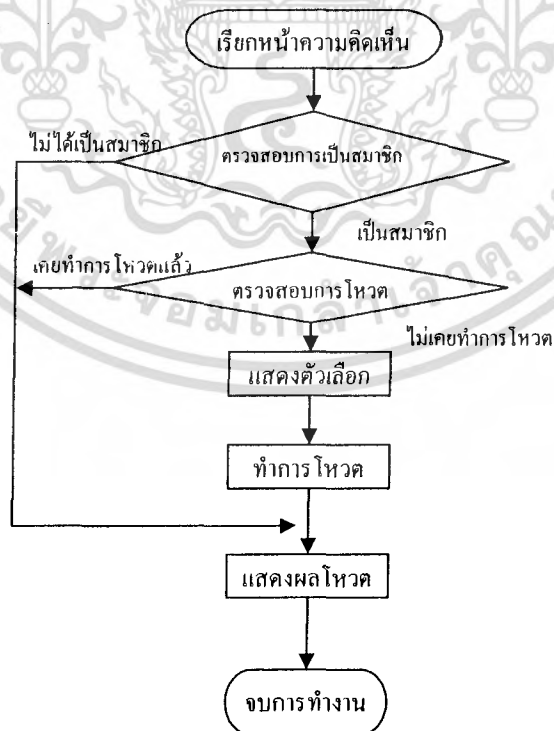 เรียกหน้าความคิดเห็น
ไม่ได้เป็นสมาชิก
ตรวจสอบการเป็นสมาชิก
เป็นสมาชิก
เคยทำการโหวตแล้ว
ตรวจสอบการโหวต
ไม่เคยทำการโหวต
แสดงตัวเลือก
ทำการโหวต
แสดงผลโหวต
จบการทำงาน